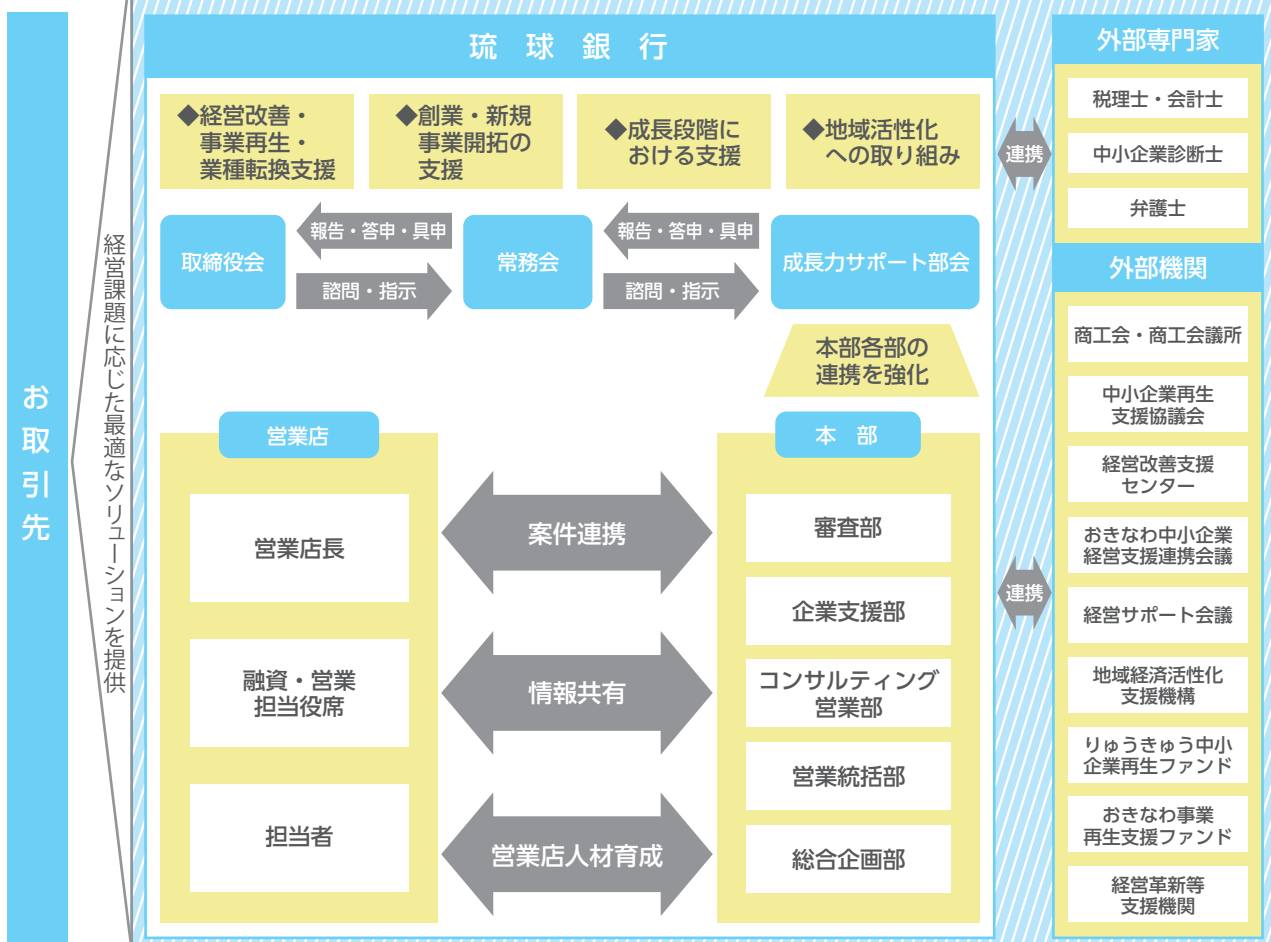 お取引先
経営課題に応じた最適なソリューションを提供
琉球銀行
◆経営改善・
事業再生・
業種転換支援
◆創業・新規
事業開拓の
支援
◆成長段階に
おける支援
◆地域活性化
への取り組み
取締役会
報告・答申・具申
諮問・指示
常務会
報告・答申・具申
諮問・指示
成長力サポート部会
本部各部の
連携を強化
営業店
営業店長
融資・営業
担当役席
担当者
案件連携
情報共有
営業店人材育成
本部
審査部
企業支援部
コンサルティング
営業部
営業統括部
総合企画部
連携
連携
外部専門家
税理士・会計士
中小企業診断士
弁護士
外部機関
商工会・商工会議所
中小企業再生
支援協議会
経営改善支援
センター
おきなわ中小企業
経営支援連携会議
経営サポート会議
地域経済活性化
支援機構
りゅうきゅう中小
企業再生ファンド
おきなわ事業
再生支援ファンド
経営革新等
支援機関